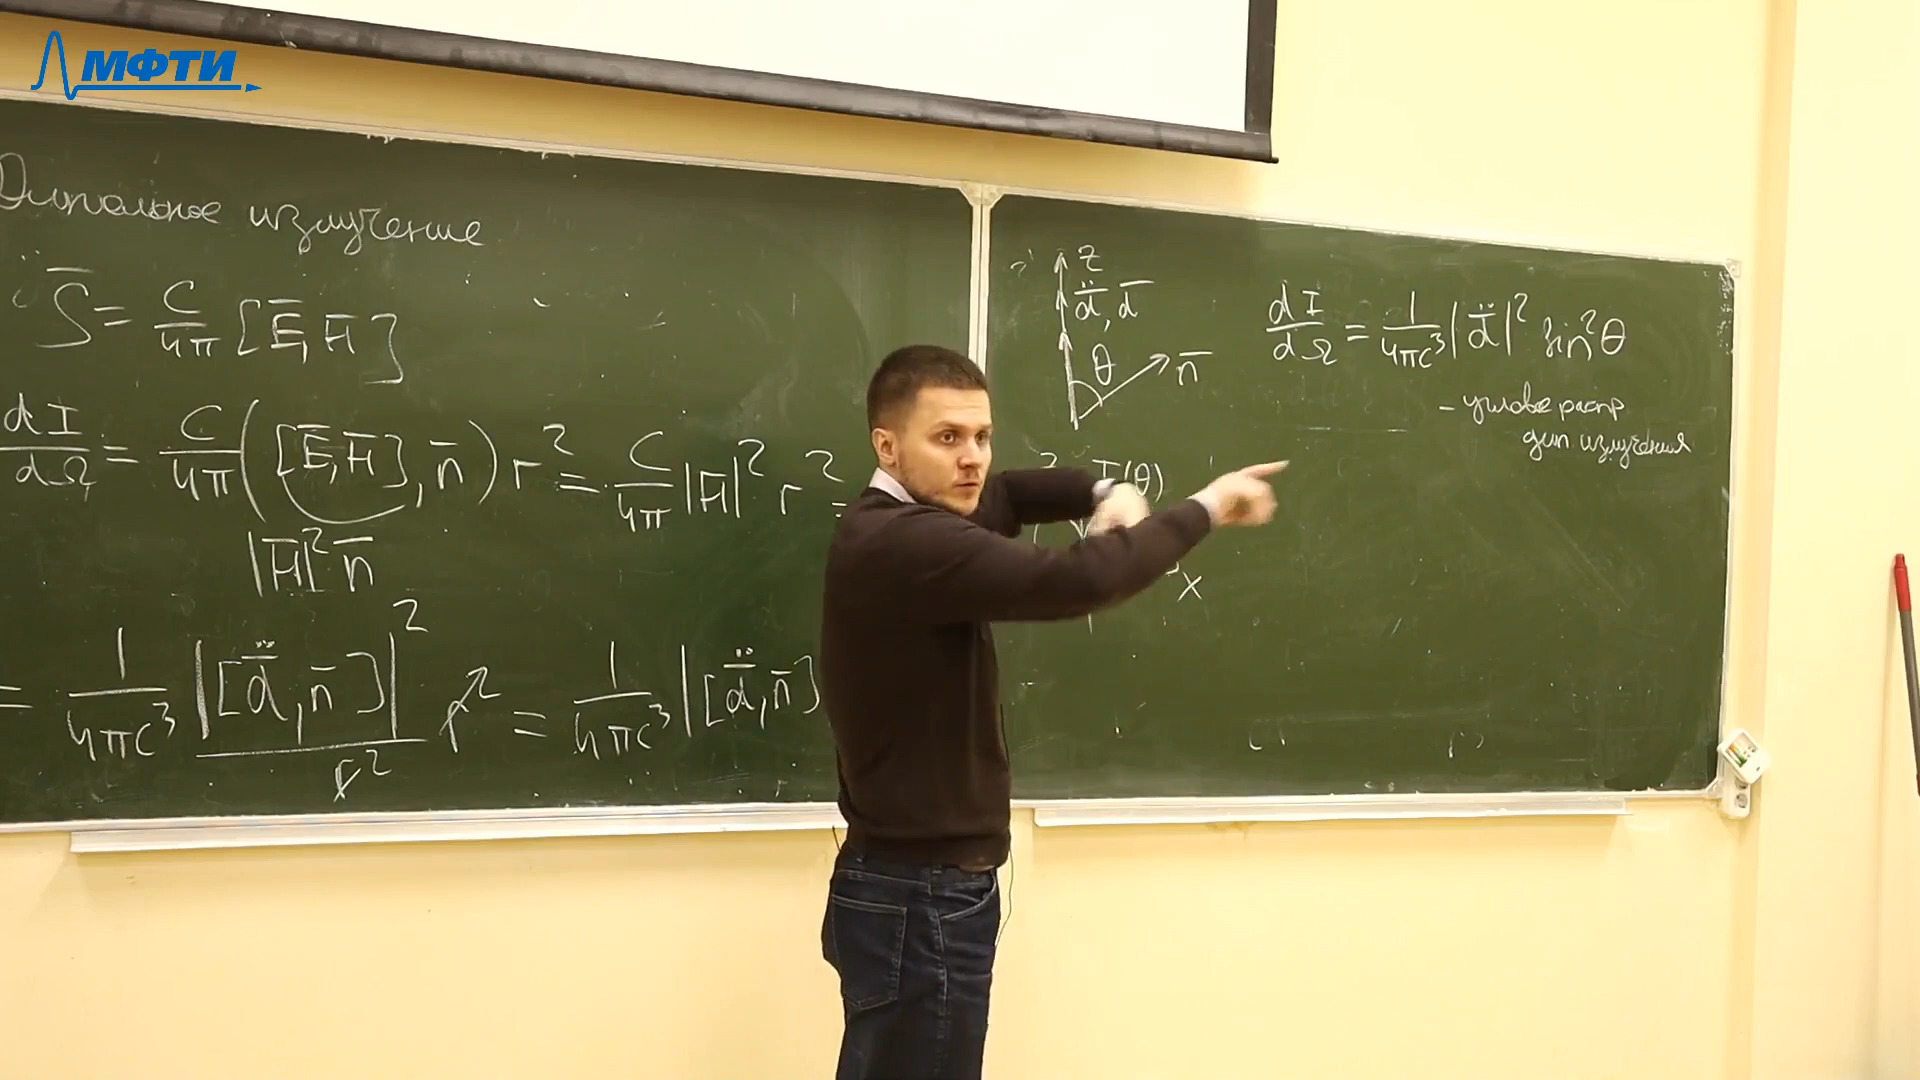 МФТИ
Дипольное излучение
S̄ = c/4π [Ē, H̄]
dI/dΩ = c/4π ([Ē, H̄], n̄) r² = c/4π |H̄|² r² =
|H̄|² n̄
= 1/4πc³ |[d̄̈, n̄]|²/r² r² = 1/4πc³ |[d̄̈, n̄]
z
d̄̈, d̄
θ
n̄
I(θ)
x
dI/dΩ = 1/4πc³ |d̄̈|² sin²θ
- угловое распр
дип излучения